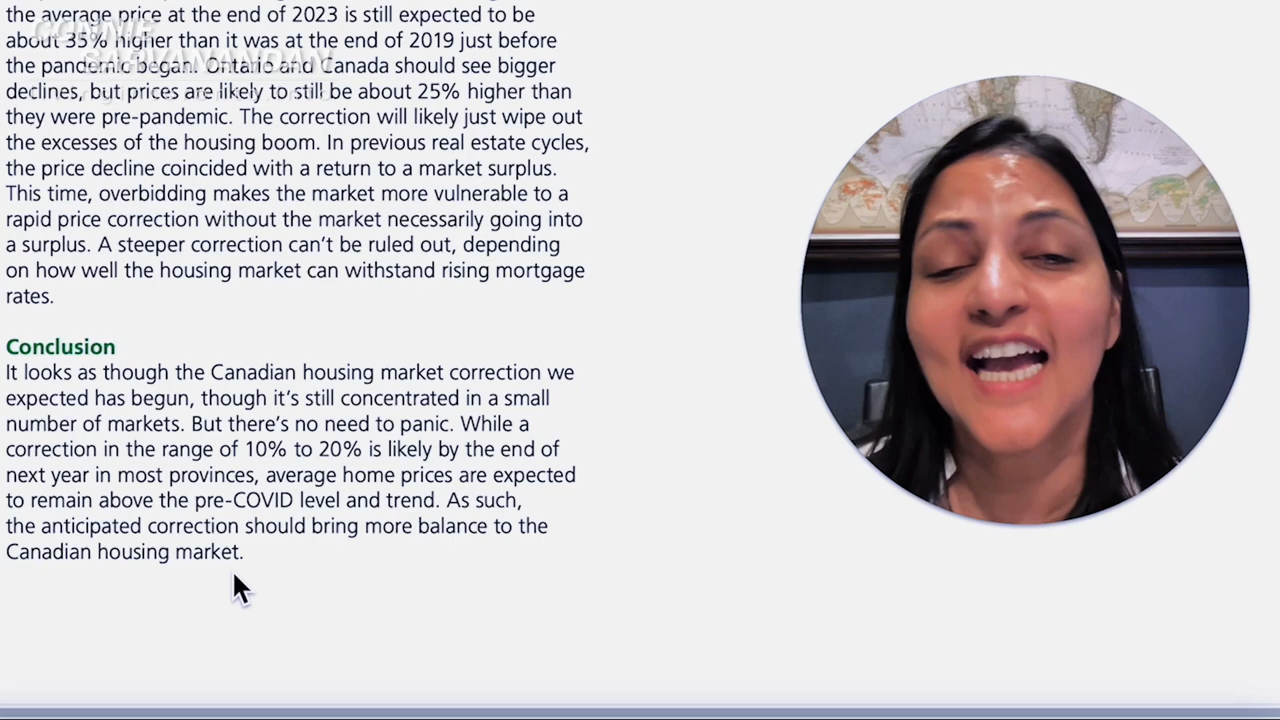 the average price at the end of 2023 is still expected to be
about 35% higher than it was at the end of 2019 just before
the pandemic began. Ontario and Canada should see bigger
declines, but prices are likely to still be about 25% higher than
they were pre-pandemic. The correction will likely just wipe out
the excesses of the housing boom. In previous real estate cycles,
the price decline coincided with a return to a market surplus.
This time, overbidding makes the market more vulnerable to a
rapid price correction without the market necessarily going into
a surplus. A steeper correction can’t be ruled out, depending
on how well the housing market can withstand rising mortgage
rates.
Conclusion
It looks as though the Canadian housing market correction we
expected has begun, though it’s still concentrated in a small
number of markets. But there’s no need to panic. While a
correction in the range of 10% to 20% is likely by the end of
next year in most provinces, average home prices are expected
to remain above the pre-COVID level and trend. As such,
the anticipated correction should bring more balance to the
Canadian housing market.
CONNIE